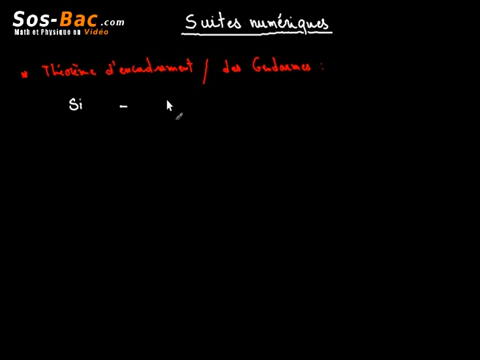 Sos-Bac.com
Math et Physique en Vidéo
Suites numériques
* Théorème d'encadrement / des Gendarmes :
Si -